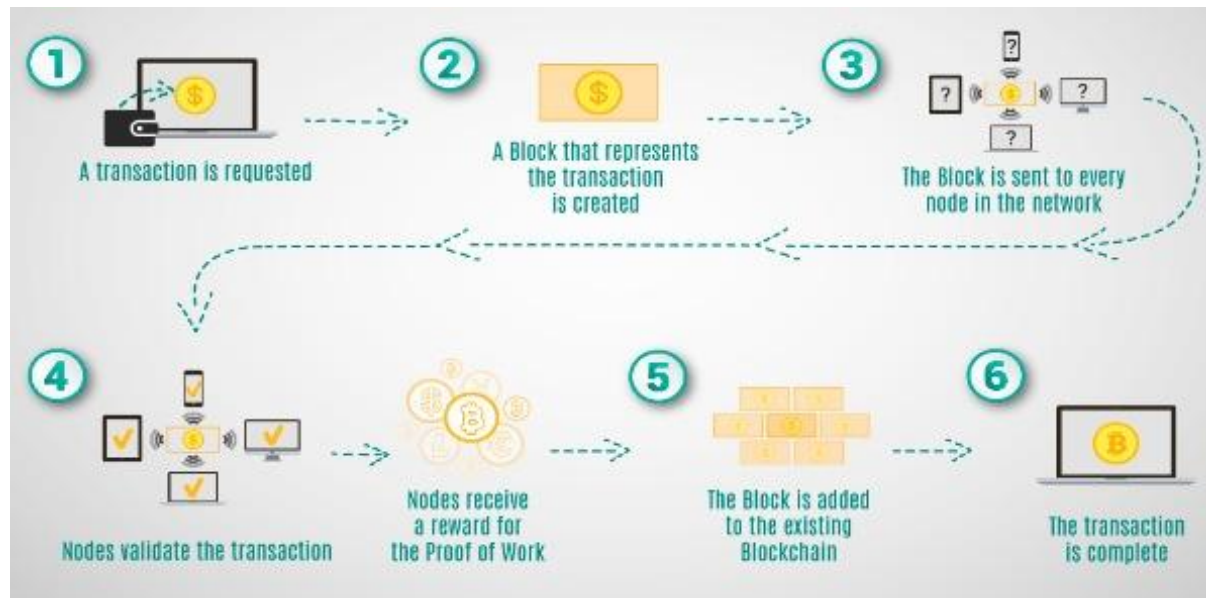 1
A transaction is requested
2
A Block that represents
the transaction
is created
3
?
?
?
?
The Block is sent to every
node in the network
4
Nodes validate the transaction
Nodes receive
a reward for
the Proof of Work
5
The Block is added
to the existing
Blockchain
6
The transaction
is complete